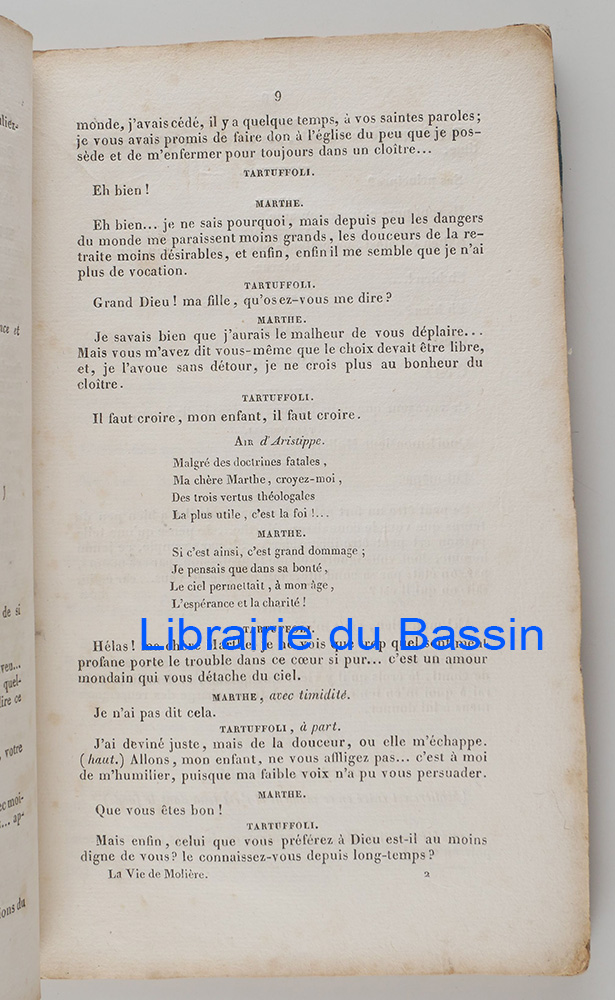 9
monde, j'avais cédé, il y a quelque temps, à vos saintes paroles;
je vous avais promis de faire don à l'église du peu que je pos-
sède et de m'enfermer pour toujours dans un cloître...
TARTUFFOLI.
Eh bien !
MARTHE.
Eh bien... je ne sais pourquoi, mais depuis peu les dangers
du monde me paraissent moins grands, les douceurs de la re-
traite moins désirables, et enfin, enfin il me semble que je n'ai
plus de vocation.
TARTUFFOLI.
Grand Dieu ! ma fille, qu'osez-vous me dire ?
MARTHE.
Je savais bien que j'aurais le malheur de vous déplaire...
Mais vous m'avez dit vous-même que le choix devait être libre,
et, je l'avoue sans détour, je ne crois plus au bonheur du
cloître.
TARTUFFOLI.
Il faut croire, mon enfant, il faut croire.
AIR d'Aristippe.
Malgré des doctrines fatales,
Ma chère Marthe, croyez-moi,
Des trois vertus théologales
La plus utile, c'est la foi !...
MARTHE.
Si c'est ainsi, c'est grand dommage ;
Je pensais que dans sa bonté,
Le ciel permettait, à mon âge,
L'espérance et la charité !
TARTUFFOLI.
Librairie du Bassin
Hélas ! ma chère Marthe, je ne vois que trop quel sentiment
profane porte le trouble dans ce cœur si pur... c'est un amour
mondain qui vous détache du ciel.
MARTHE, avec timidité.
Je n'ai pas dit cela.
TARTUFFOLI, à part.
J'ai deviné juste, mais de la douceur, ou elle m'échappe.
(haut.) Allons, mon enfant, ne vous affligez pas... c'est à moi
de m'humilier, puisque ma faible voix n'a pu vous persuader.
MARTHE.
Que vous êtes bon !
TARTUFFOLI.
Mais enfin, celui que vous préférez à Dieu est-il au moins
digne de vous ? le connaissez-vous depuis long-temps ?
La Vie de Molière. 2